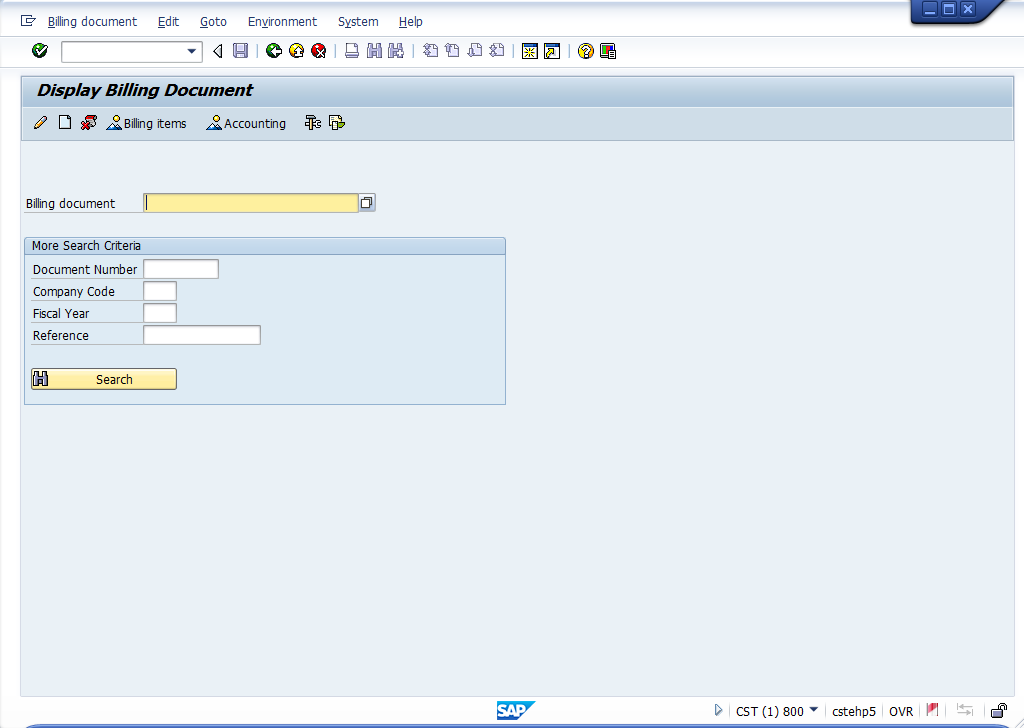 Billing document Edit Goto Environment System Help
Display Billing Document
Billing items Accounting
Billing document
More Search Criteria
Document Number
Company Code
Fiscal Year
Reference
Search
SAP CST (1) 800 cstehp5 OVR